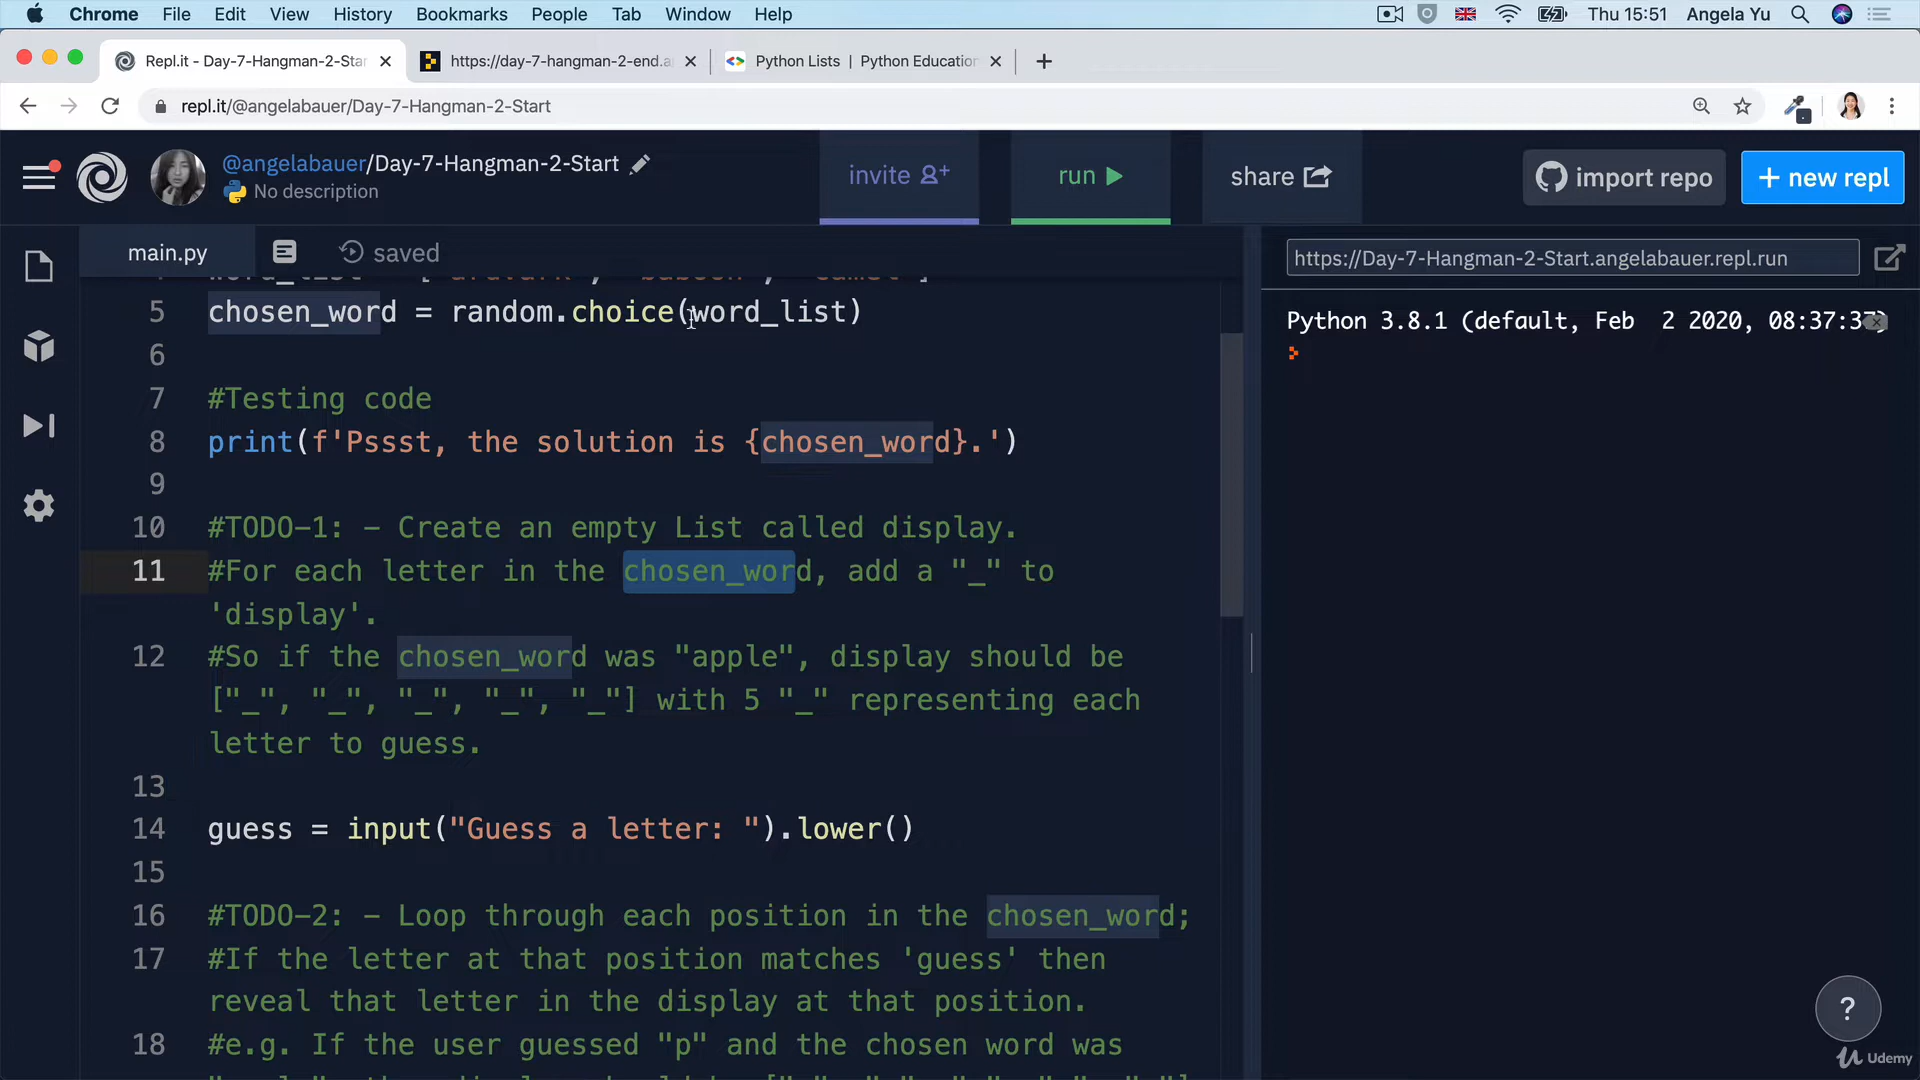 Chrome File Edit View History Bookmarks People Tab Window Help Thu 15:51 Angela Yu
Repl.it - Day-7-Hangman-2-Star https://day-7-hangman-2-end.a Python Lists | Python Education
repl.it/@angelabauer/Day-7-Hangman-2-Start
@angelabauer/Day-7-Hangman-2-Start
No description
invite
run
share
import repo
+ new repl
main.py
saved
https://Day-7-Hangman-2-Start.angelabauer.repl.run
5 chosen_word = random.choice(word_list)
6
7 #Testing code
8 print(f'Pssst, the solution is {chosen_word}.')
9
10 #TODO-1: - Create an empty List called display.
11 #For each letter in the chosen_word, add a "_" to
'display'.
12 #So if the chosen_word was "apple", display should be
["_", "_", "_", "_", "_"] with 5 "_" representing each
letter to guess.
13
14 guess = input("Guess a letter: ").lower()
15
16 #TODO-2: - Loop through each position in the chosen_word;
17 #If the letter at that position matches 'guess' then
reveal that letter in the display at that position.
18 #e.g. If the user guessed "p" and the chosen word was
Python 3.8.1 (default, Feb  2 2020, 08:37:37)
?
Udemy